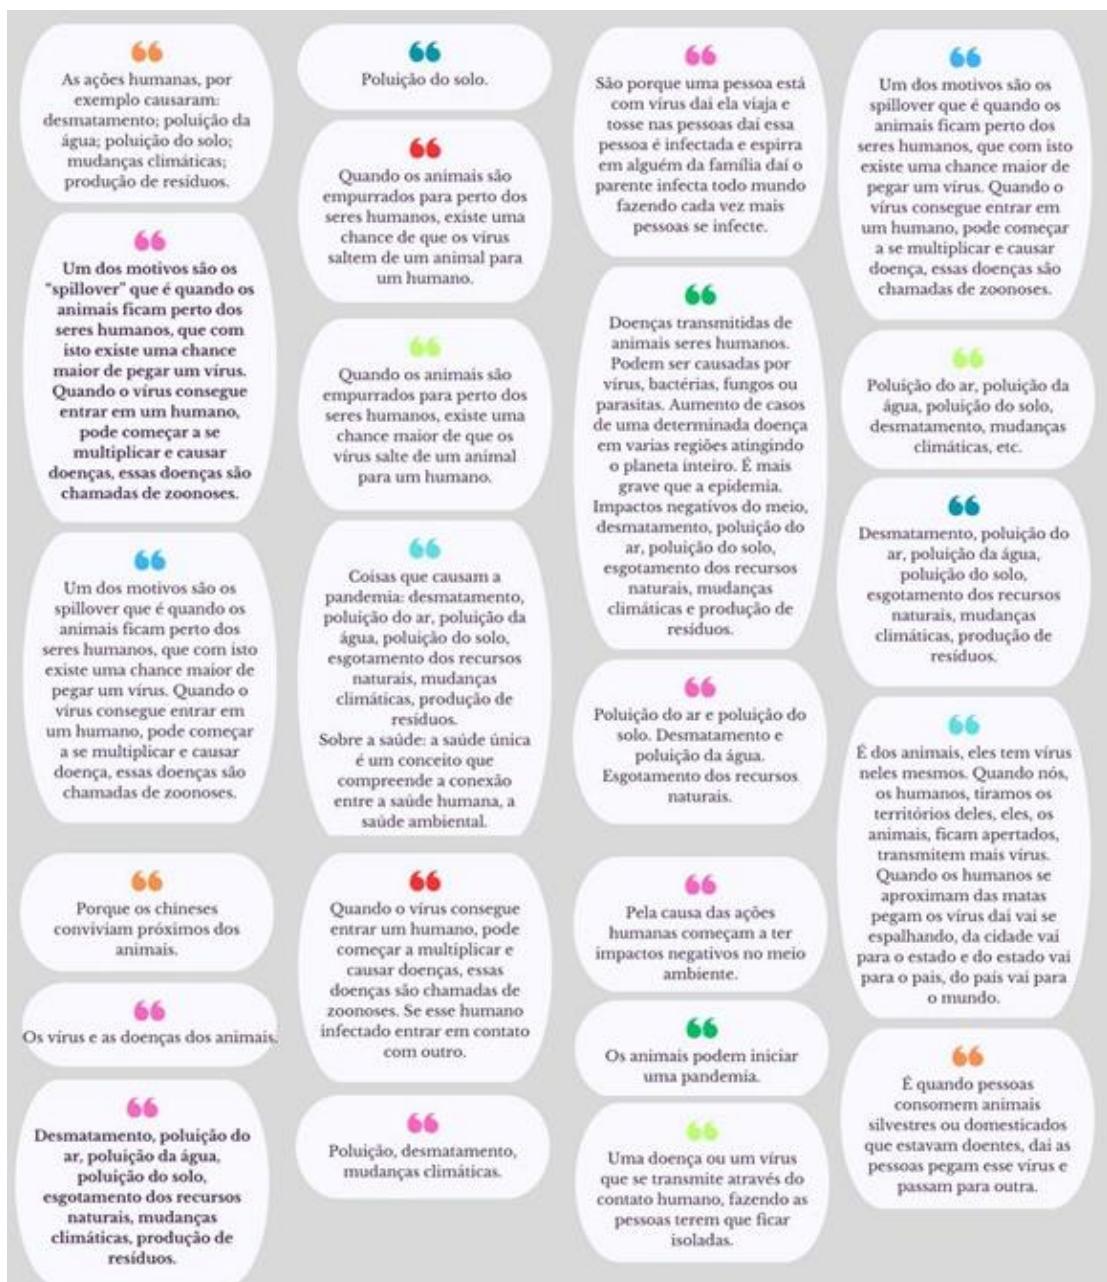 As ações humanas, por
exemplo causaram:
desmatamento; poluição da
água; poluição do solo;
mudanças climáticas;
produção de resíduos.
Um dos motivos são os
"spillover" que é quando os
animais ficam perto dos
seres humanos, que com
isto existe uma chance
maior de pegar um vírus.
Quando o vírus consegue
entrar em um humano,
pode começar a se
multiplicar e causar
doenças, essas doenças são
chamadas de zoonoses.
Um dos motivos são os
spillover que é quando os
animais ficam perto dos
seres humanos, que com isto
existe uma chance maior de
pegar um vírus. Quando o
vírus consegue entrar em
um humano, pode começar
a se multiplicar e causar
doença, essas doenças são
chamadas de zoonoses.
Porque os chineses
conviviam próximos dos
animais.
Os vírus e as doenças dos animais.
Desmatamento, poluição do
ar, poluição da água,
poluição do solo,
esgotamento dos recursos
naturais, mudanças
climáticas, produção de
resíduos.
Poluição do solo.
Quando os animais são
empurrados para perto dos
seres humanos, existe uma
chance de que os vírus
saltem de um animal para
um humano.
Quando os animais são
empurrados para perto dos
seres humanos, existe uma
chance maior de que os
vírus salte de um animal
para um humano.
Coisas que causam a
pandemia: desmatamento,
poluição do ar, poluição da
água, poluição do solo,
esgotamento dos recursos
naturais, mudanças
climáticas, produção de
resíduos.
Sobre a saúde: a saúde única
é um conceito que
compreende a conexão
entre a saúde humana, a
saúde ambiental.
Quando o vírus consegue
entrar um humano, pode
começar a multiplicar e
causar doenças, essas
doenças são chamadas de
zoonoses. Se esse humano
infectado entrar em contato
com outro.
Poluição, desmatamento,
mudanças climáticas.
São porque uma pessoa está
com vírus dai ela viaja e
tosse nas pessoas daí essa
pessoa é infectada e espirra
em alguém da família daí o
parente infecta todo mundo
fazendo cada vez mais
pessoas se infecte.
Doenças transmitidas de
animais seres humanos.
Podem ser causadas por
vírus, bactérias, fungos ou
parasitas. Aumento de casos
de uma determinada doença
em varias regiões atingindo
o planeta inteiro. É mais
grave que a epidemia.
Impactos negativos do meio,
desmatamento, poluição do
ar, poluição do solo,
esgotamento dos recursos
naturais, mudanças
climáticas e produção de
resíduos.
Poluição do ar e poluição do
solo. Desmatamento e
poluição da água.
Esgotamento dos recursos
naturais.
Pela causa das ações
humanas começam a ter
impactos negativos no meio
ambiente.
Os animais podem iniciar
uma pandemia.
Uma doença ou um vírus
que se transmite através do
contato humano, fazendo as
pessoas terem que ficar
isoladas.
Um dos motivos são os
spillover que é quando os
animais ficam perto dos
seres humanos, que com isto
existe uma chance maior de
pegar um vírus. Quando o
vírus consegue entrar em
um humano, pode começar
a se multiplicar e causar
doença, essas doenças são
chamadas de zoonoses.
Poluição do ar, poluição da
água, poluição do solo,
desmatamento, mudanças
climáticas, etc.
Desmatamento, poluição do
ar, poluição da água,
poluição do solo,
esgotamento dos recursos
naturais, mudanças
climáticas, produção de
resíduos.
É dos animais, eles tem vírus
neles mesmos. Quando nós,
os humanos, tiramos os
territórios deles, eles, os
animais, ficam apertados,
transmitem mais vírus.
Quando os humanos se
aproximam das matas
pegam os vírus dai vai se
espalhando, da cidade vai
para o estado e do estado vai
para o pais, do pais vai para
o mundo.
É quando pessoas
consomem animais
silvestres ou domesticados
que estavam doentes, dai as
pessoas pegam esse vírus e
passam para outra.